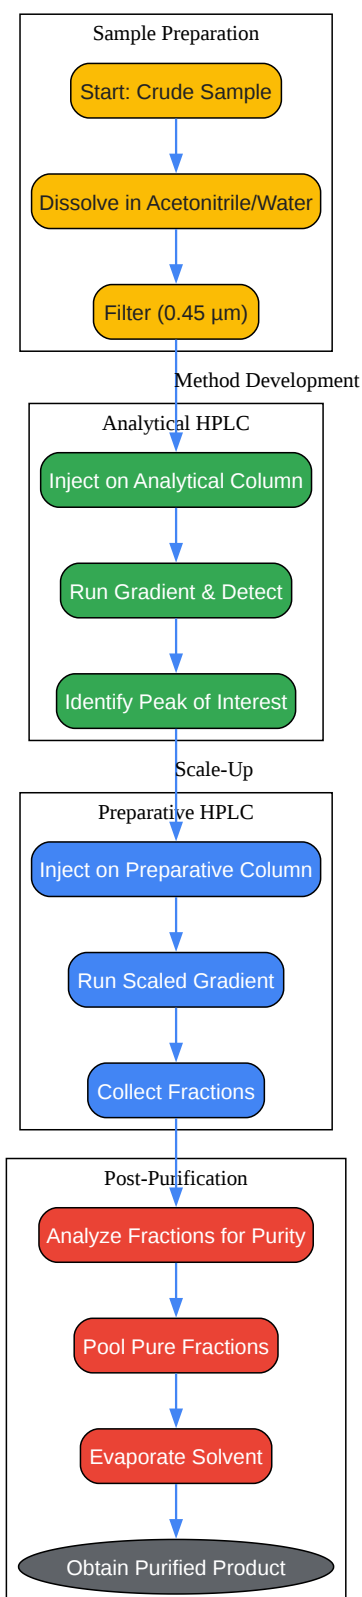 Sample Preparation
Start: Crude Sample
Dissolve in Acetonitrile/Water
Filter (0.45 µm)
Method Development
Analytical HPLC
Inject on Analytical Column
Run Gradient & Detect
Identify Peak of Interest
Scale-Up
Preparative HPLC
Inject on Preparative Column
Run Scaled Gradient
Collect Fractions
Post-Purification
Analyze Fractions for Purity
Pool Pure Fractions
Evaporate Solvent
Obtain Purified Product